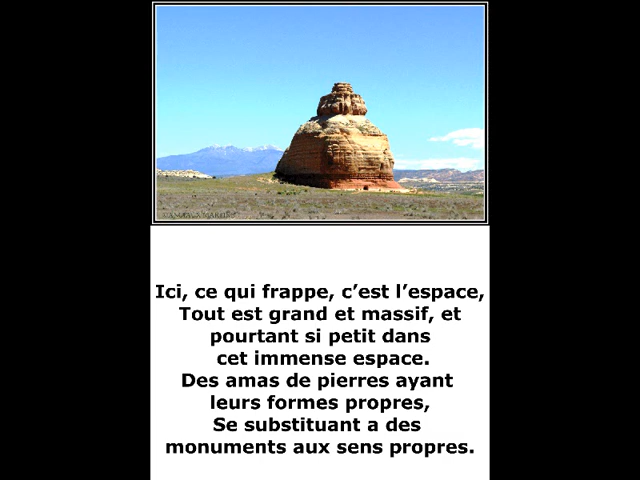 Ici, ce qui frappe, c’est l’espace,
Tout est grand et massif, et
pourtant si petit dans
cet immense espace.
Des amas de pierres ayant
leurs formes propres,
Se substituant a des
monuments aux sens propres.